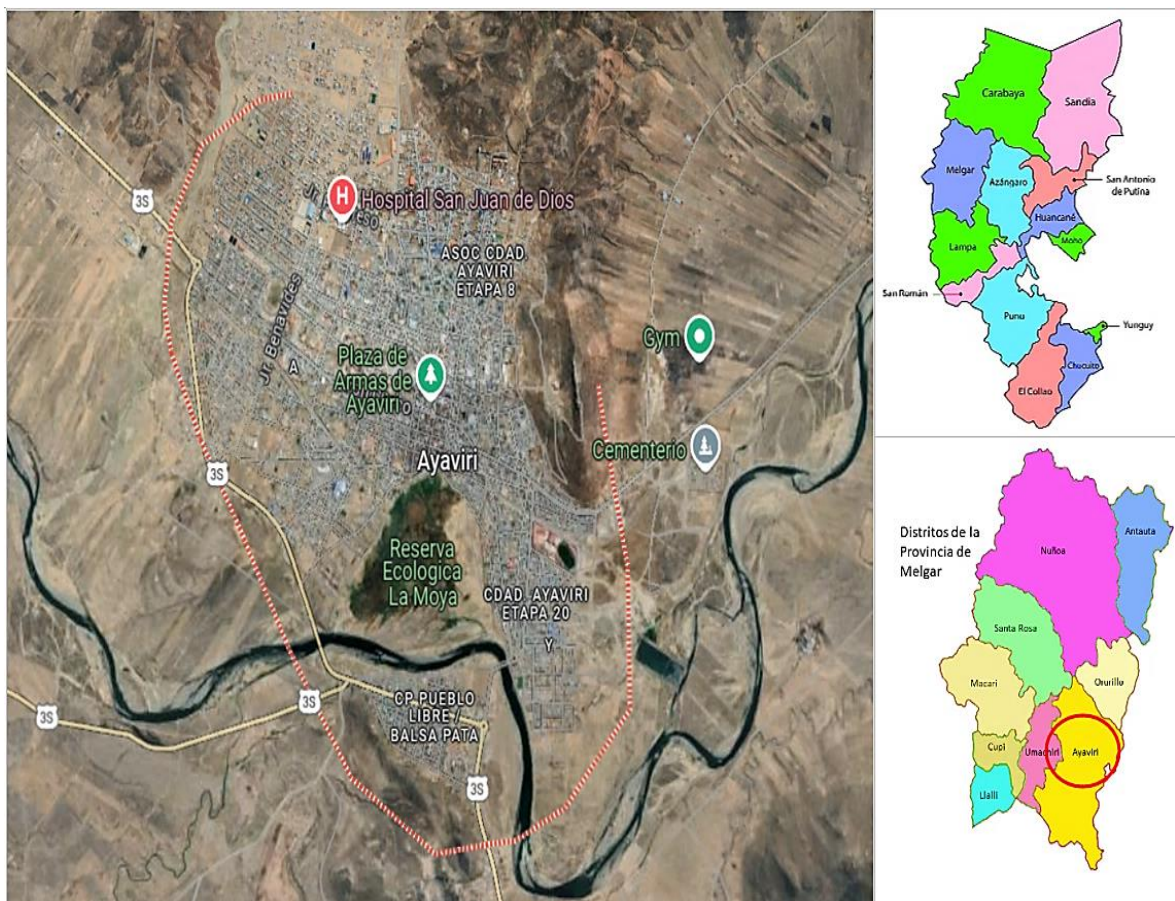 3S
Jr.
Hospital San Juan de Dios
ASOC CDAD
AYAVIRI
ETAPA 8
Jr. Benavides
A
Gym
Plaza de
Armas de
Ayaviri
O
3S
Ayaviri
Cementerio
Reserva
Ecologica
La Moya
CDAD. AYAVIRI
ETAPA 20
Y
3S
3S
CP PUEBLO
LIBRE /
BALSA PATA
3S
Carabaya
Sandia
Melgar
Azángaro
San Antonio
de Putina
Huancané
Lampa
Moho
San Román
Puno
Yunguy
Chucuito
El Collao
Distritos de la
Provincia de
Melgar
Nuñoa
Antauta
Santa Rosa
Macari
Orurillo
Cupi
Umachiri
Ayaviri
Llalli